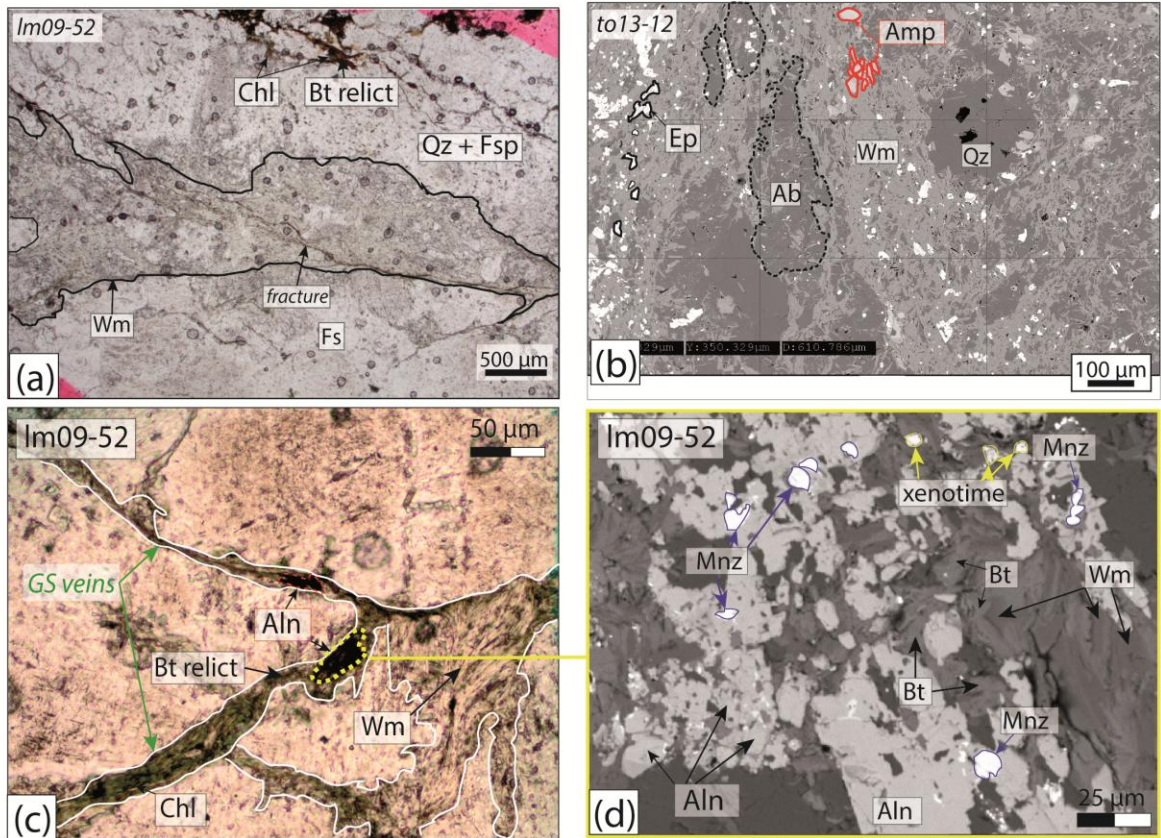 lm09-52
Chl
Bt relict
Qz + Fsp
fracture
Wm
Fs
500 µm
(a)
to13-12
Amp
Ep
Wm
Qz
Ab
29µm Y:350.329µm D:610.786µm
100 µm
(b)
lm09-52
50 µm
GS veins
Aln
Bt relict
Wm
Chl
(c)
lm09-52
Mnz
xenotime
Mnz
Bt
Wm
Bt
Mnz
Aln
Aln
25 µm
(d)